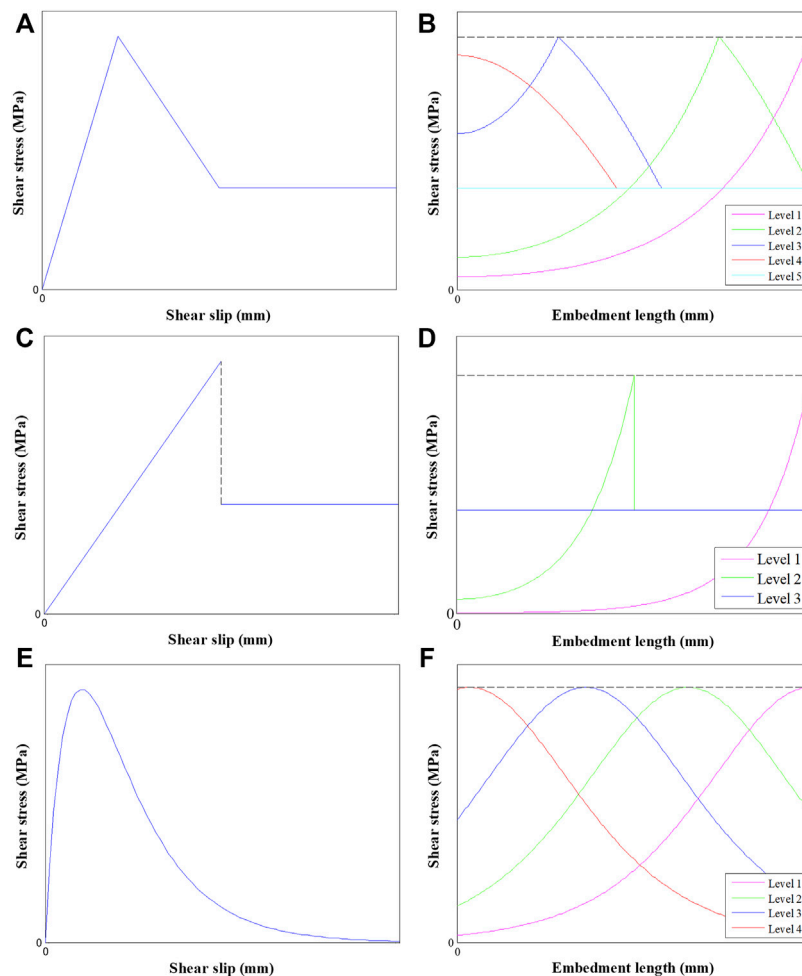 A
Shear stress (MPa)
0
0
Shear slip (mm)
B
Shear stress (MPa)
0
0
Embedment length (mm)
Level 1
Level 2
Level 3
Level 4
Level 5
C
Shear stress (MPa)
0
0
Shear slip (mm)
D
Shear stress (MPa)
0
0
Embedment length (mm)
Level 1
Level 2
Level 3
E
Shear stress (MPa)
0
0
Shear slip (mm)
F
Shear stress (MPa)
0
0
Embedment length (mm)
Level 1
Level 2
Level 3
Level 4